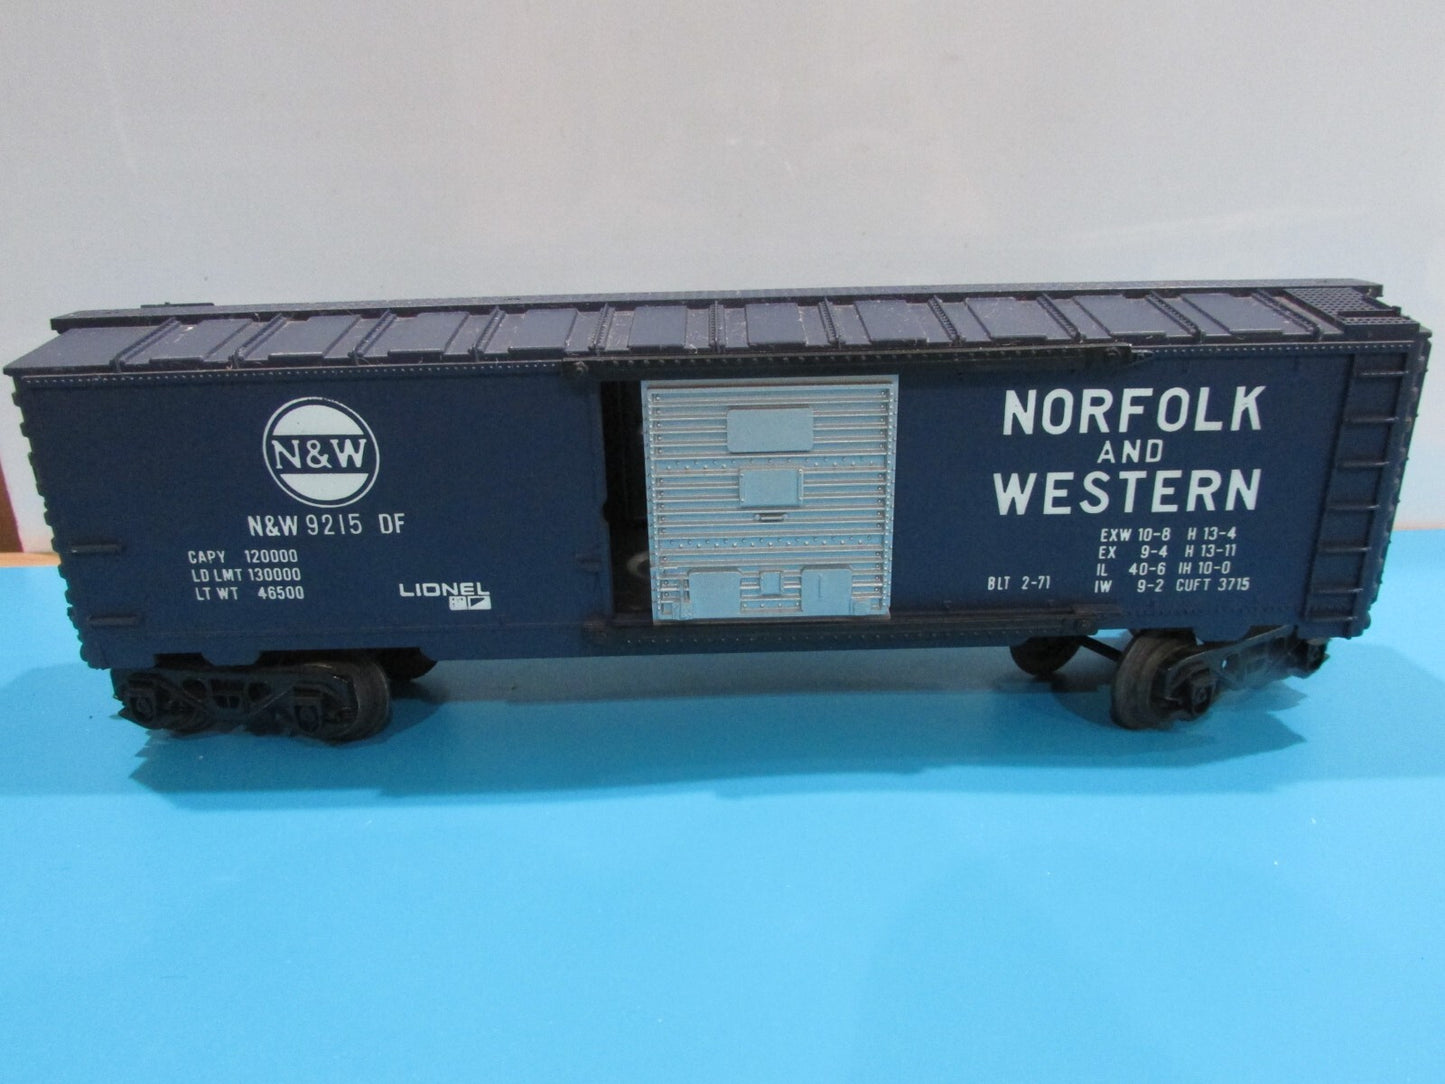 N&W
N&W 9215 DF
CAPY 120000
LD LMT 130000
LT WT 46500
LIONEL
NORFOLK
AND
WESTERN
BLT 2-71
EXW 10-8 H 13-4
EX 9-4 H 13-11
IL 40-6 IH 10-0
IW 9-2 CUFT 3715